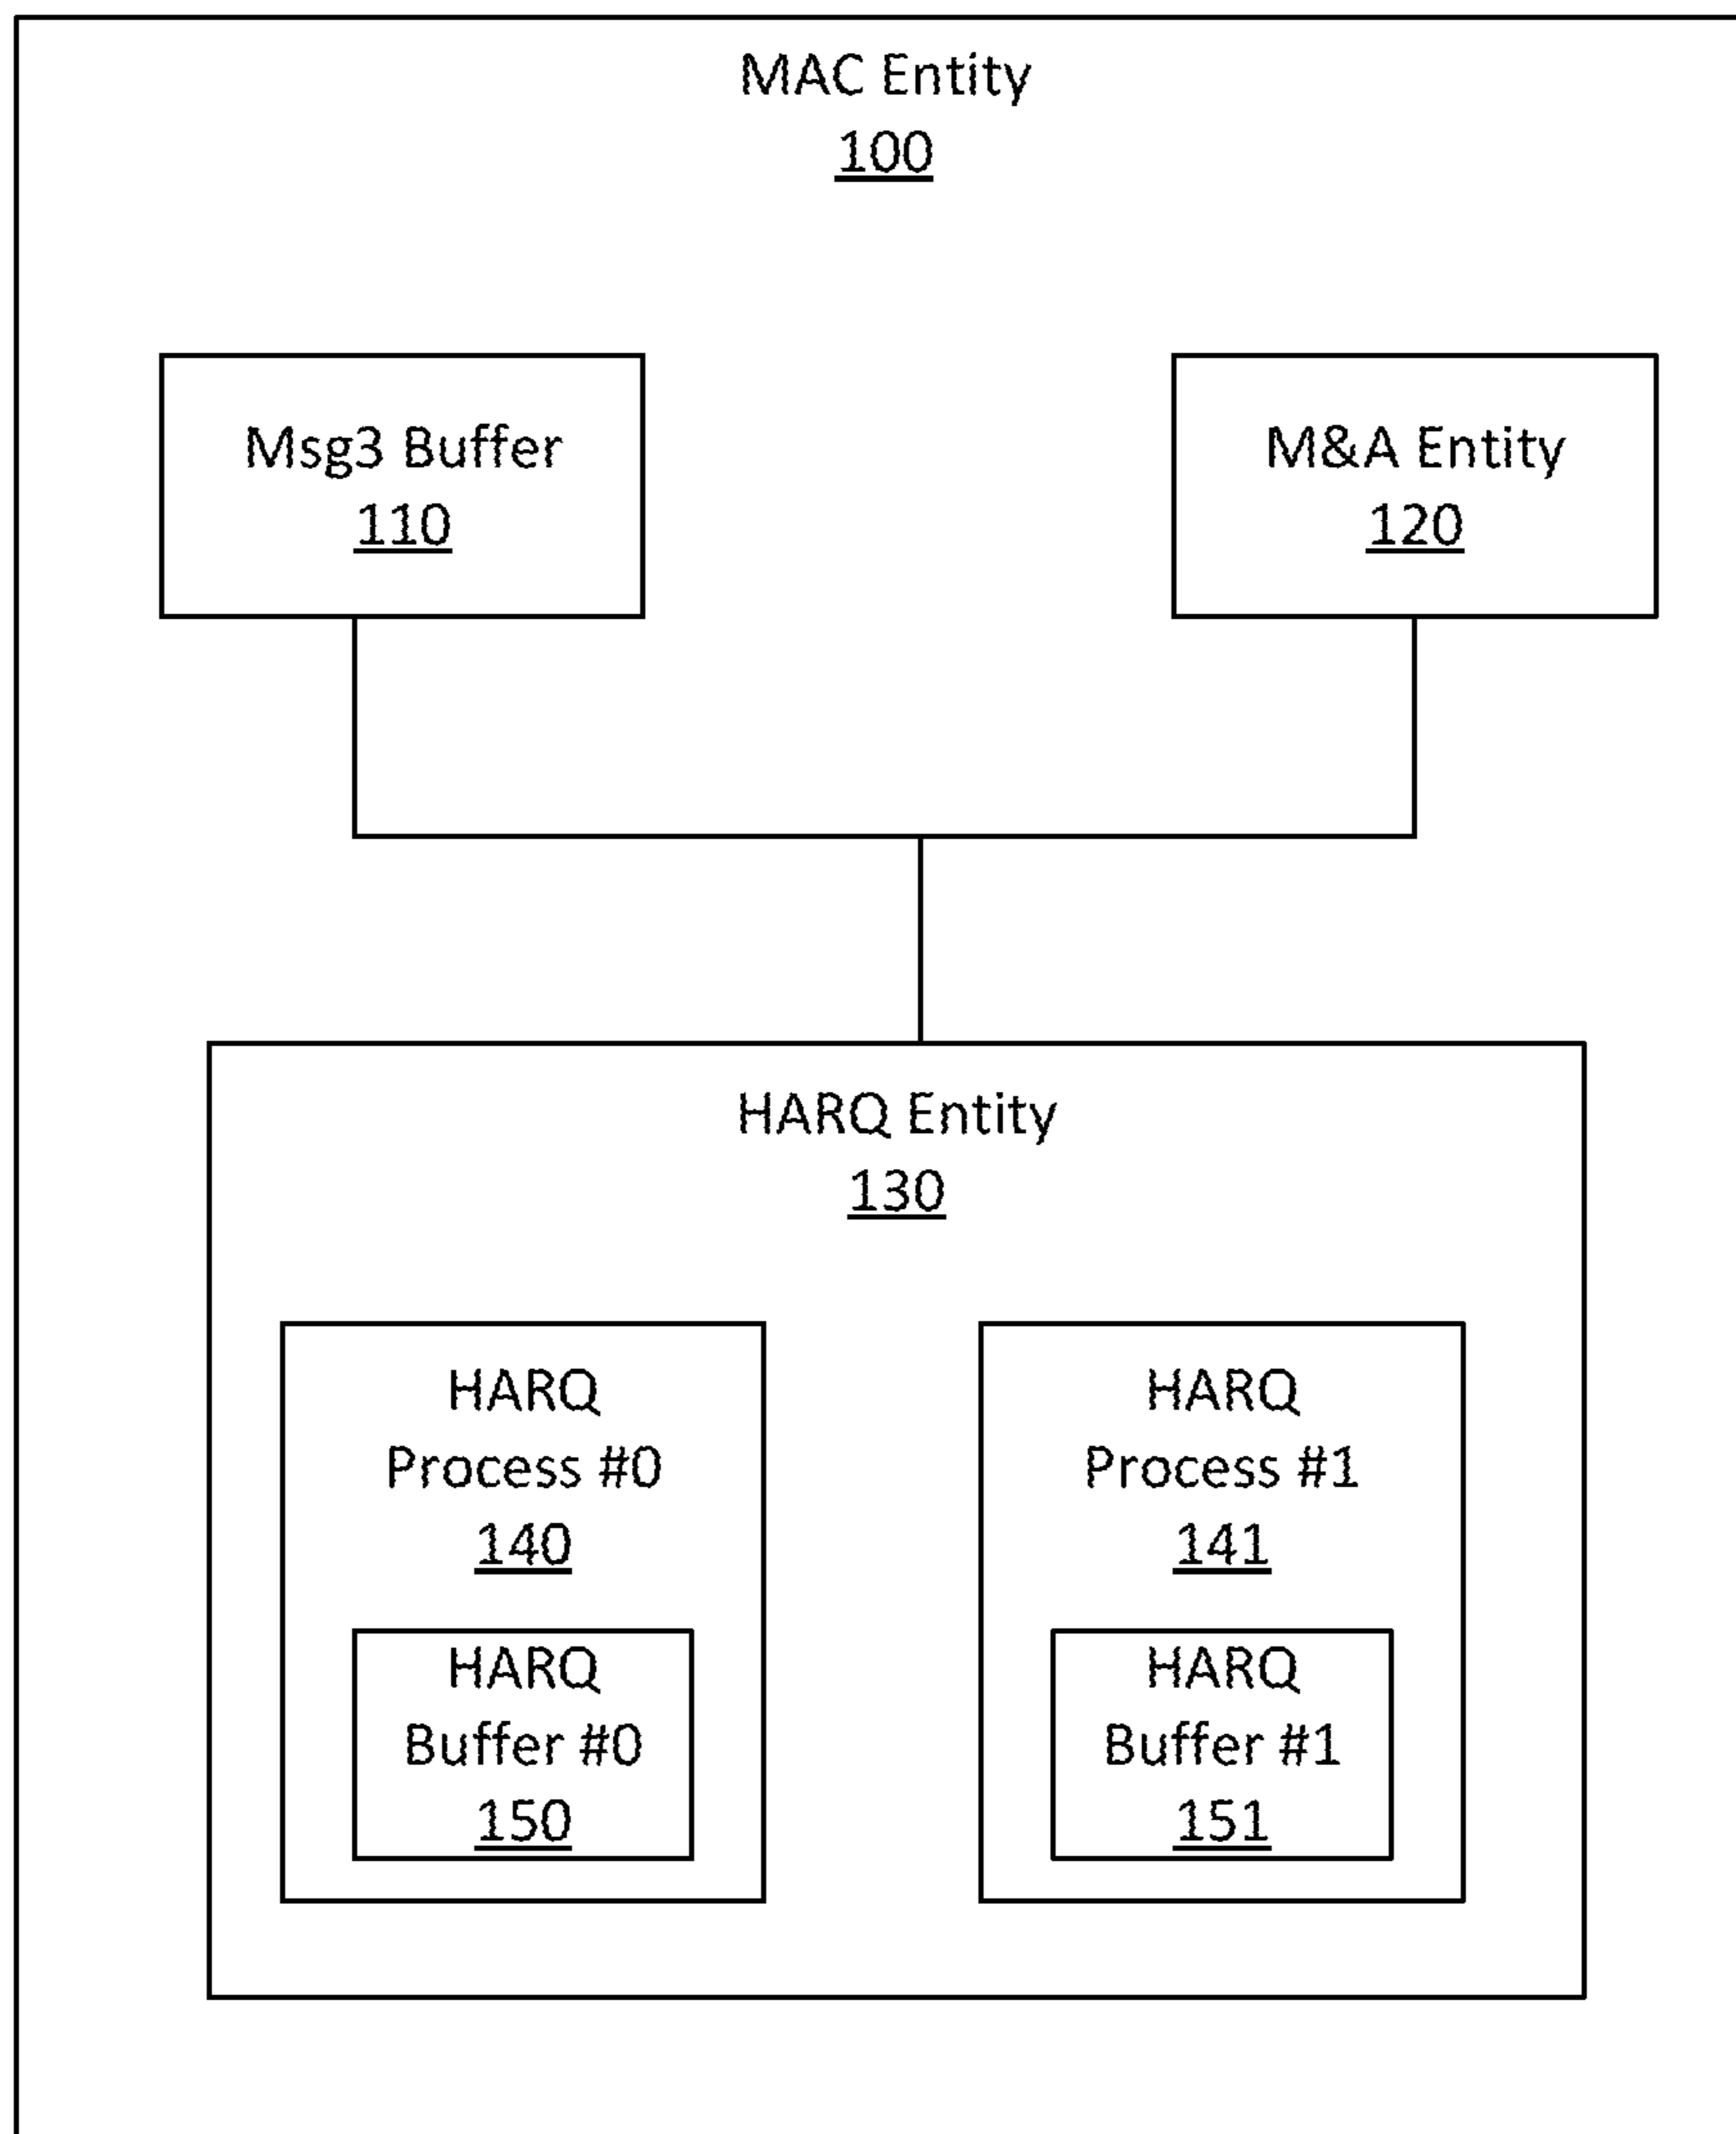 MAC Entity
100
Msg3 Buffer
110
M&A Entity
120
HARQ Entity
130
HARQ
Process #0
140
HARQ
Buffer #0
150
HARQ
Process #1
141
HARQ
Buffer #1
151